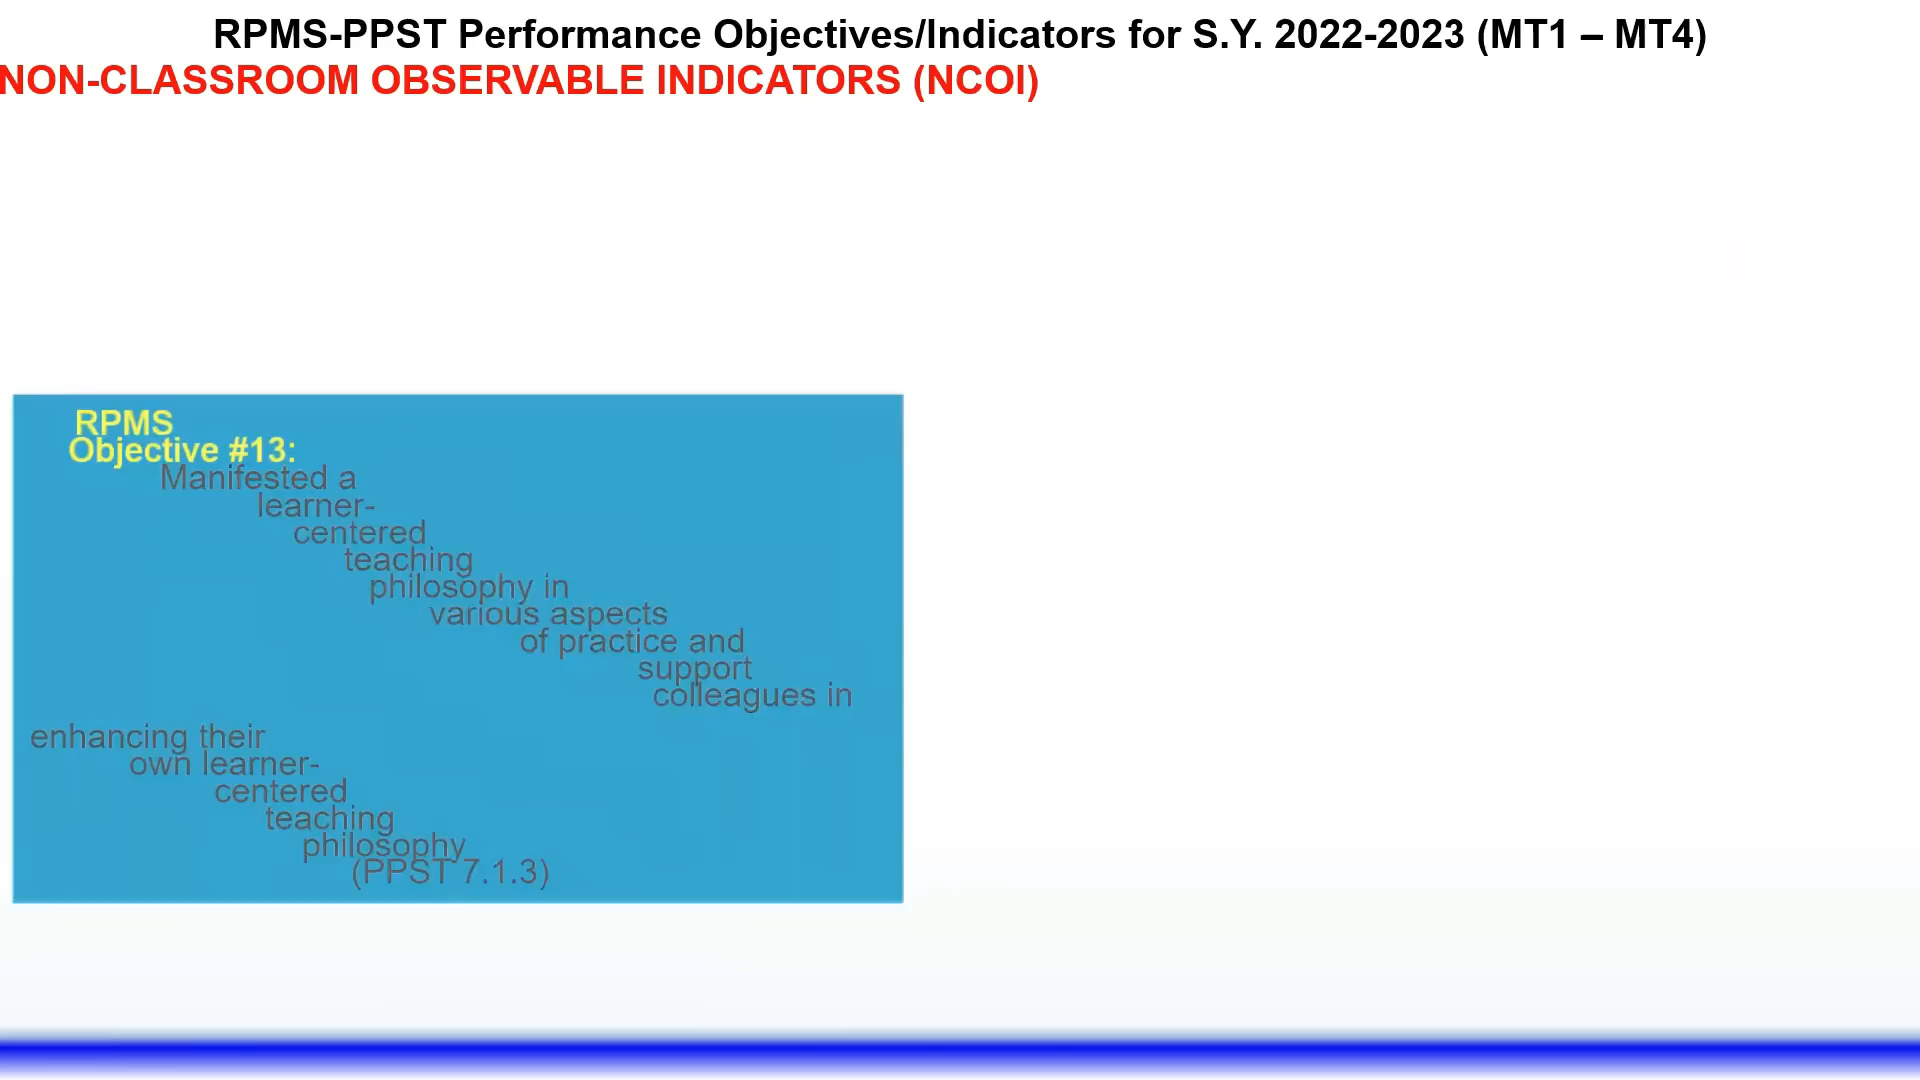 RPMS-PPST Performance Objectives/Indicators for S.Y. 2022-2023 (MT1 – MT4)
NON-CLASSROOM OBSERVABLE INDICATORS (NCOI)
RPMS
Objective #13:
Manifested a
learner-
centered
teaching
philosophy in
various aspects
of practice and
support
colleagues in
enhancing their
own learner-
centered
teaching
philosophy
(PPST 7.1.3)